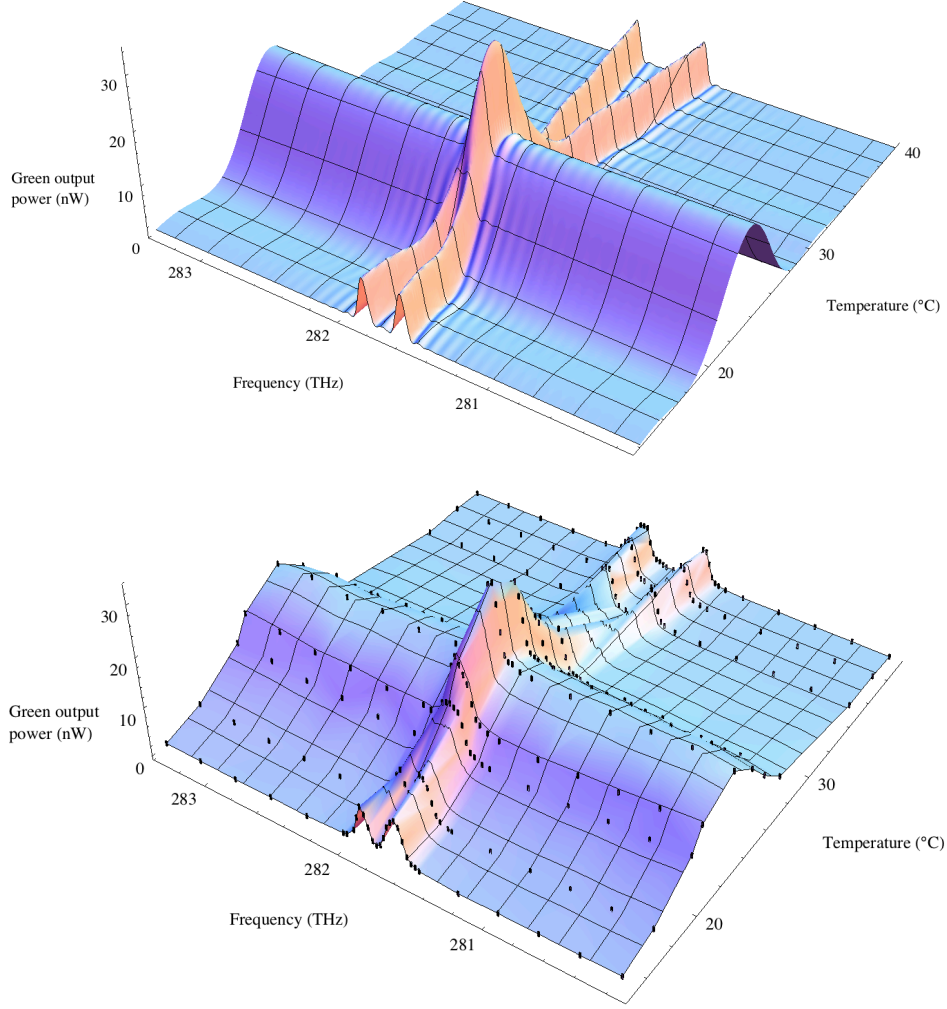 30
20
Green output
power (nW)
10
0
283
282
Frequency (THz)
281
40
30
Temperature (°C)
20
30
20
Green output
power (nW)
10
0
283
282
Frequency (THz)
281
30
Temperature (°C)
20